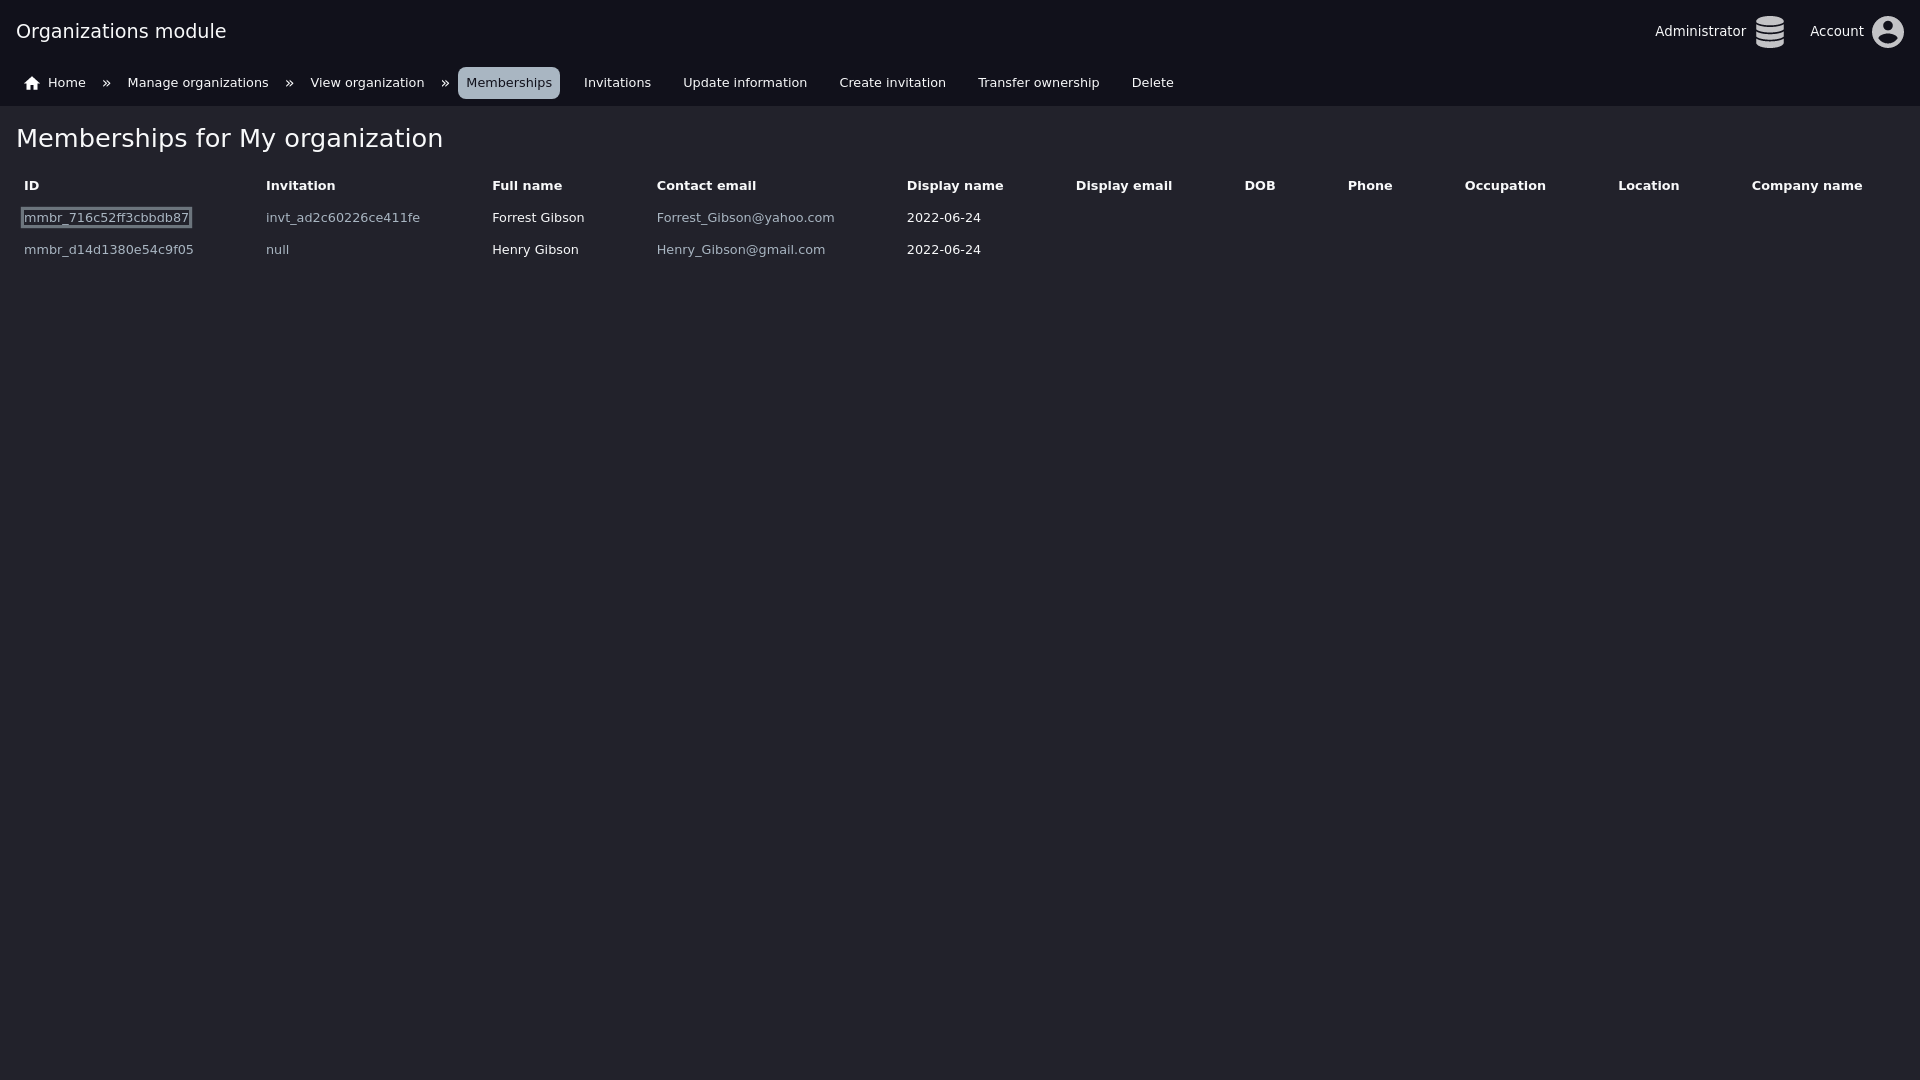 Organizations module
Administrator
Account
Home » Manage organizations » View organization » Memberships Invitations Update information Create invitation Transfer ownership Delete
Memberships for My organization
ID Invitation Full name Contact email Display name Display email DOB Phone Occupation Location Company name
mmbr_716c52ff3cbbdb87 invt_ad2c60226ce411fe Forrest Gibson Forrest_Gibson@yahoo.com 2022-06-24
mmbr_d14d1380e54c9f05 null Henry Gibson Henry_Gibson@gmail.com 2022-06-24